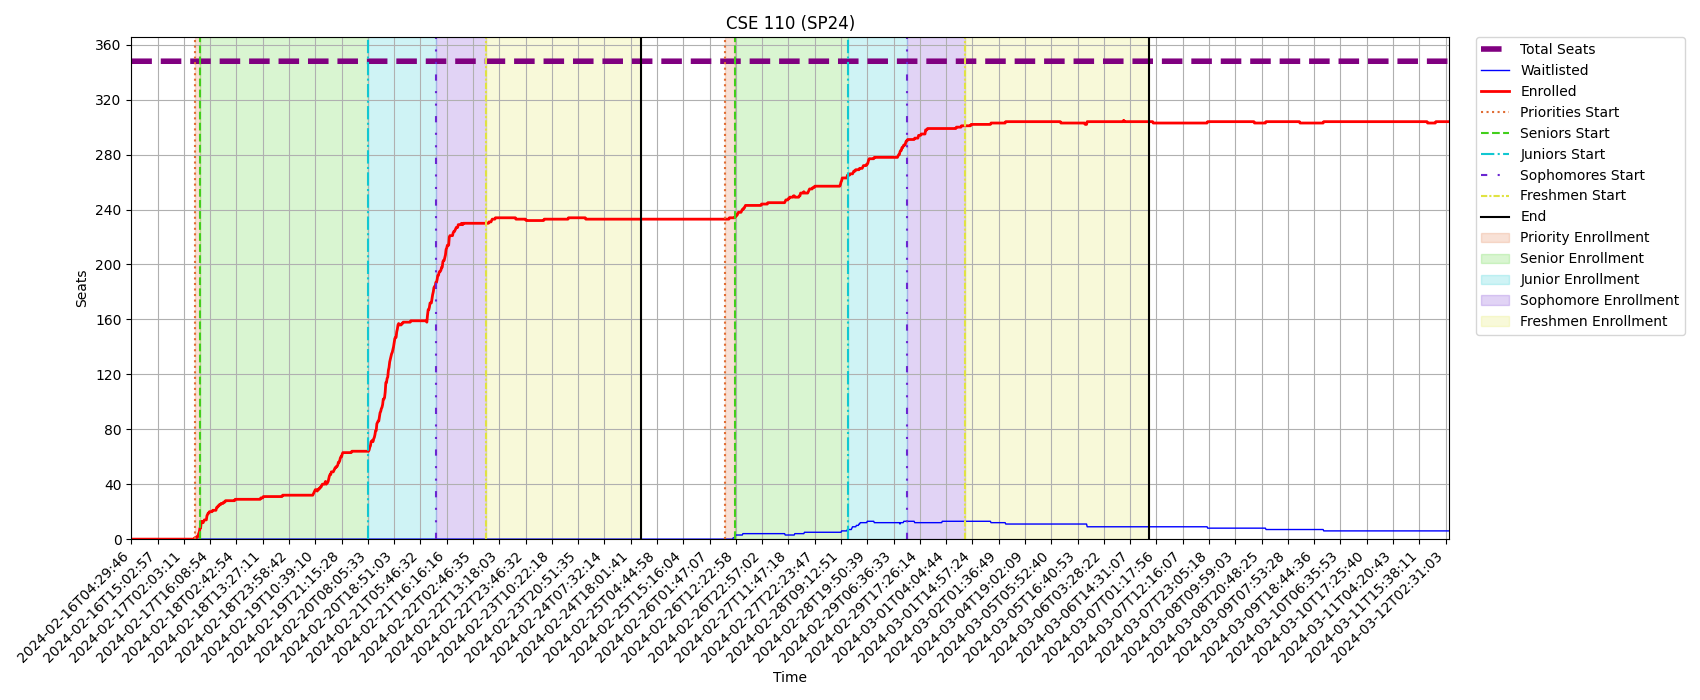 CSE 110 (SP24)
360
320
280
240
200
160
120
80
40
0
Seats
2024-02-16T04:29:46
2024-02-16T15:02:57
2024-02-17T02:03:11
2024-02-17T16:08:54
2024-02-18T02:42:54
2024-02-18T13:27:11
2024-02-18T23:58:42
2024-02-19T10:39:10
2024-02-19T21:15:28
2024-02-20T08:05:33
2024-02-20T18:51:03
2024-02-21T05:46:32
2024-02-21T16:16:16
2024-02-22T02:46:35
2024-02-22T13:18:03
2024-02-22T23:46:32
2024-02-23T10:22:18
2024-02-23T20:51:35
2024-02-24T07:32:14
2024-02-24T18:01:41
2024-02-25T04:44:58
2024-02-25T15:16:04
2024-02-26T01:47:07
2024-02-26T12:22:58
2024-02-26T22:57:02
2024-02-27T11:47:18
2024-02-27T22:23:47
2024-02-28T09:12:51
2024-02-28T19:50:39
2024-02-29T06:36:33
2024-02-29T17:26:14
2024-03-01T04:04:44
2024-03-01T14:57:24
2024-03-02T01:36:49
2024-03-04T19:02:09
2024-03-05T05:52:40
2024-03-05T16:40:53
2024-03-06T03:28:22
2024-03-06T14:31:07
2024-03-07T01:17:56
2024-03-07T12:16:07
2024-03-07T23:05:18
2024-03-08T09:59:03
2024-03-08T20:48:25
2024-03-09T07:53:28
2024-03-09T18:44:36
2024-03-10T06:35:53
2024-03-10T17:25:40
2024-03-11T04:20:43
2024-03-11T15:38:11
2024-03-12T02:31:03
Time
Total Seats
Waitlisted
Enrolled
Priorities Start
Seniors Start
Juniors Start
Sophomores Start
Freshmen Start
End
Priority Enrollment
Senior Enrollment
Junior Enrollment
Sophomore Enrollment
Freshmen Enrollment